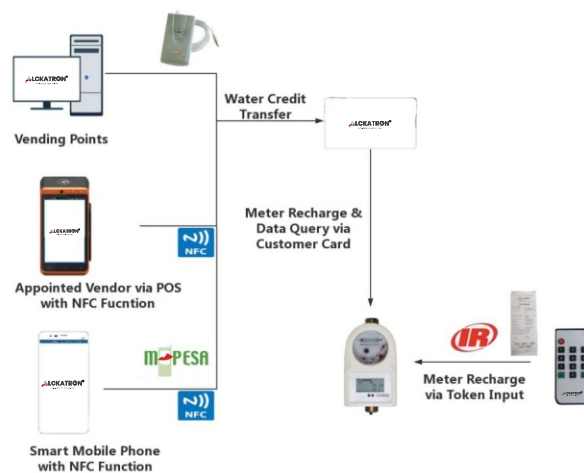 ALCKATRON
Vending Points
Water Credit
Transfer
ALCKATRON
ALCKATRON
NFC
Appointed Vendor via POS
with NFC Fucntion
Meter Recharge &
Data Query via
Customer Card
M-PESA
ALCKATRON
NFC
Smart Mobile Phone
with NFC Function
IR
Meter Recharge
via Token Input